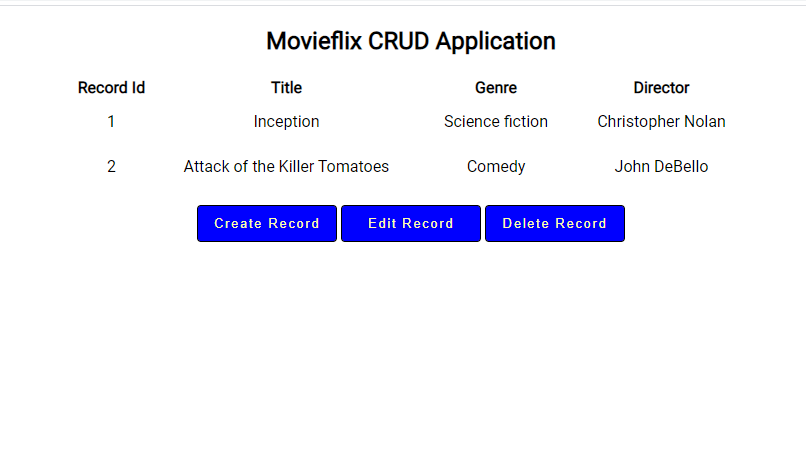 Movieflix CRUD Application
Record Id Title Genre Director
1 Inception Science fiction Christopher Nolan
2 Attack of the Killer Tomatoes Comedy John DeBello
Create Record Edit Record Delete Record